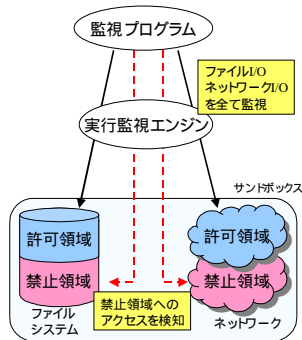 監視プログラム
ファイルI/O
ネットワークI/O
を全て監視
実行監視エンジン
サンドボックス
許可領域
禁止領域
許可領域
禁止領域
ファイル
システム
禁止領域への
アクセスを検知
ネットワーク